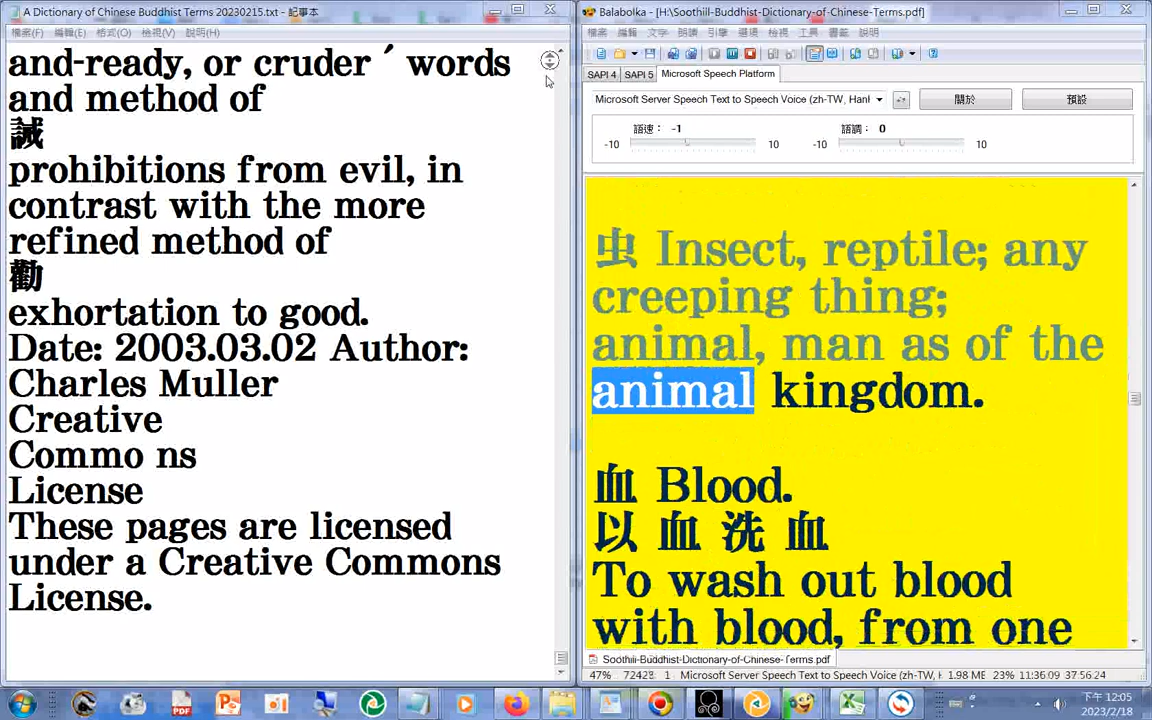 A Dictionary of Chinese Buddhist Terms 20230215.txt - 記事本
檔案(F) 編輯(E) 格式(O) 檢視(V) 說明(H)
and-ready, or cruder ˊ words
and method of
誡
prohibitions from evil, in
contrast with the more
refined method of
勸
exhortation to good.
Date: 2003.03.02 Author:
Charles Muller
Creative
Commo ns
License
These pages are licensed
under a Creative Commons
License.
Balabolka - [H:\Soothill-Buddhist-Dictionary-of-Chinese-Terms.pdf]
檔案 編輯 文字 朗讀 引擎 選項 檢視 工具 書籤 說明
SAPI 4 SAPI 5 Microsoft Speech Platform
Microsoft Server Speech Text to Speech Voice (zh-TW, Hanl 關於 預設
語速： -1 語調： 0
-10 10 -10 10
虫 Insect, reptile; any
creeping thing;
animal, man as of the
animal kingdom.
血 Blood.
以 血 洗 血
To wash out blood
with blood, from one
Soothill-Buddhist-Dictionary-of-Chinese-Terms.pdf
47% 72423 1 Microsoft Server Speech Text to Speech Voice (zh-TW, H 1.98 ME 23% 11:36:09 37:56:24
下午 12:05
2023/2/18